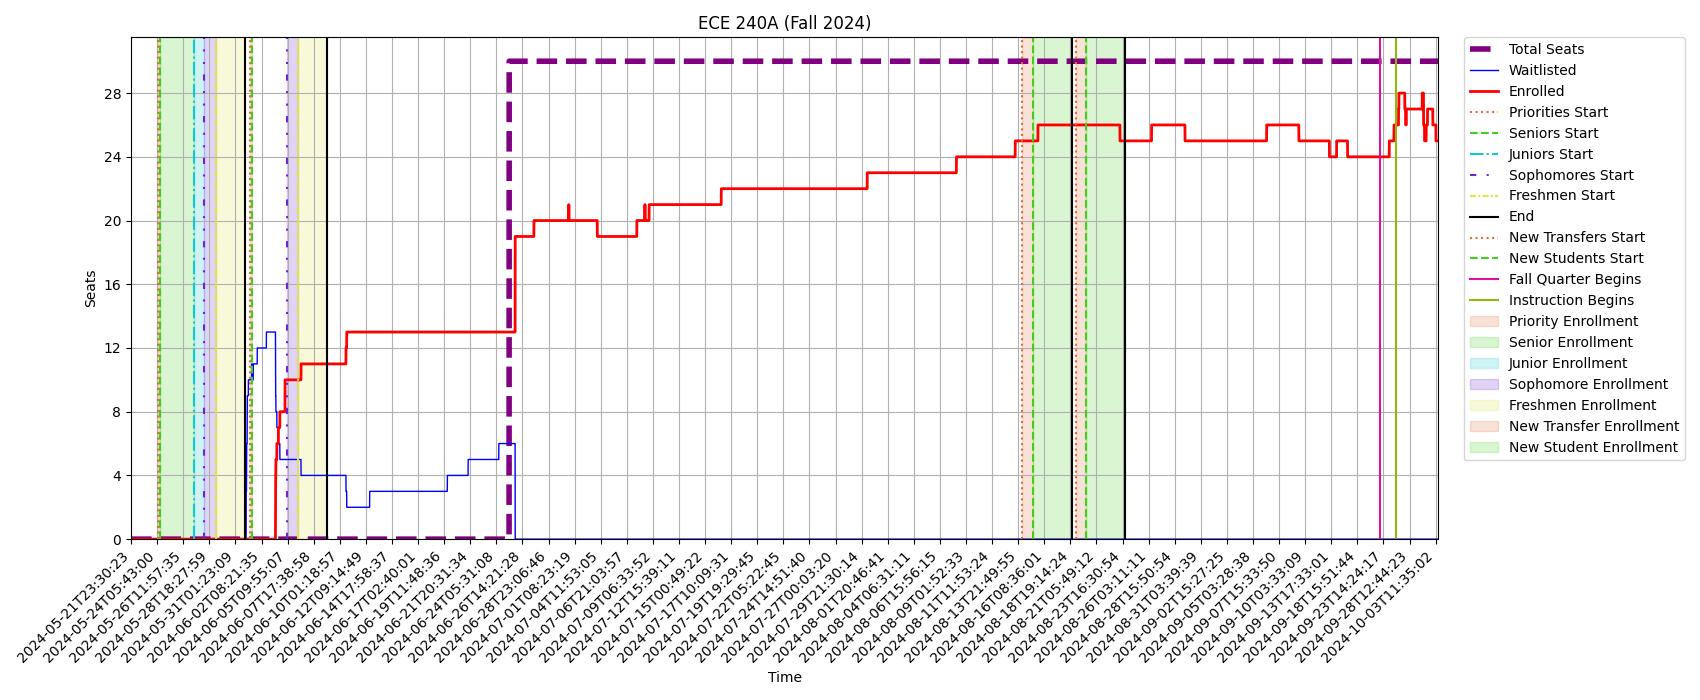 ECE 240A (Fall 2024)
Seats
28
24
20
16
12
8
4
0
2024-05-21T23:30:23
2024-05-24T05:43:00
2024-05-26T11:57:35
2024-05-28T18:27:59
2024-05-31T01:23:09
2024-06-02T08:21:35
2024-06-05T09:55:07
2024-06-07T17:38:58
2024-06-10T01:18:57
2024-06-12T09:14:49
2024-06-14T17:58:37
2024-06-17T02:40:01
2024-06-19T11:48:36
2024-06-21T20:31:34
2024-06-24T05:31:08
2024-06-26T14:21:28
2024-06-28T23:06:46
2024-07-01T08:23:19
2024-07-04T11:53:05
2024-07-06T21:03:57
2024-07-09T06:33:52
2024-07-12T15:39:11
2024-07-15T00:49:22
2024-07-17T10:09:31
2024-07-19T19:29:45
2024-07-22T05:22:45
2024-07-24T14:51:40
2024-07-27T00:03:20
2024-07-29T21:30:14
2024-08-01T20:46:41
2024-08-04T06:31:11
2024-08-06T15:56:15
2024-08-09T01:52:33
2024-08-11T11:53:24
2024-08-13T21:49:55
2024-08-16T08:36:01
2024-08-18T19:14:24
2024-08-21T05:49:12
2024-08-23T16:30:54
2024-08-26T03:11:11
2024-08-28T15:50:54
2024-08-31T03:39:39
2024-09-02T15:27:25
2024-09-05T03:28:38
2024-09-07T15:33:50
2024-09-10T03:33:09
2024-09-13T17:33:01
2024-09-18T15:51:44
2024-09-23T14:24:17
2024-09-28T12:44:23
2024-10-03T11:35:02
Time
Total Seats
Waitlisted
Enrolled
Priorities Start
Seniors Start
Juniors Start
Sophomores Start
Freshmen Start
End
New Transfers Start
New Students Start
Fall Quarter Begins
Instruction Begins
Priority Enrollment
Senior Enrollment
Junior Enrollment
Sophomore Enrollment
Freshmen Enrollment
New Transfer Enrollment
New Student Enrollment